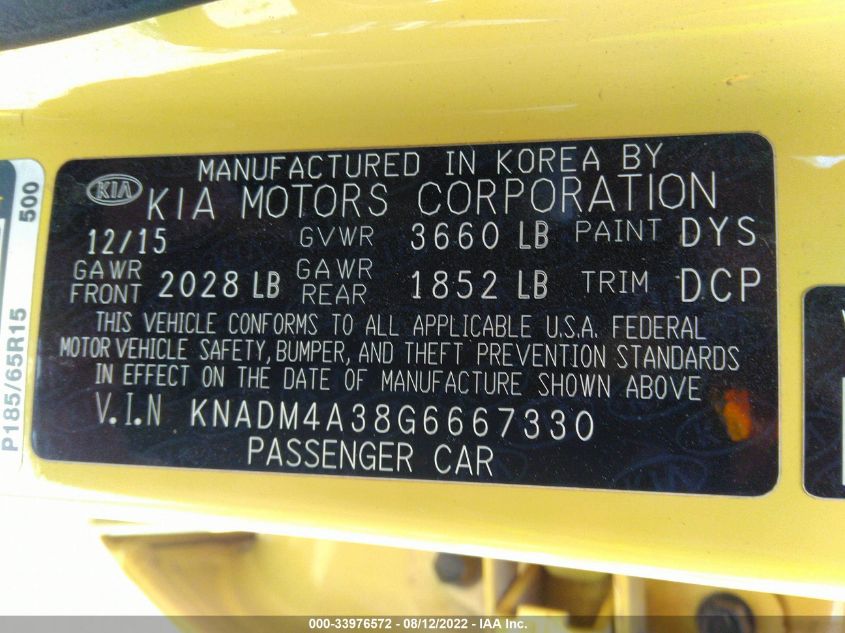 MANUFACTURED IN KOREA BY
KIA KIA MOTORS CORPORATION
12/15 GVWR 3660 LB PAINT DYS
GAWR FRONT 2028 LB GAWR REAR 1852 LB TRIM DCP
THIS VEHICLE CONFORMS TO ALL APPLICABLE U.S.A. FEDERAL
MOTOR VEHICLE SAFETY, BUMPER, AND THEFT PREVENTION STANDARDS
IN EFFECT ON THE DATE OF MANUFACTURE SHOWN ABOVE
V.I.N KNADM4A38G6667330
PASSENGER CAR
P185/65R15
500
000-33976572 - 08/12/2022 - IAA Inc.